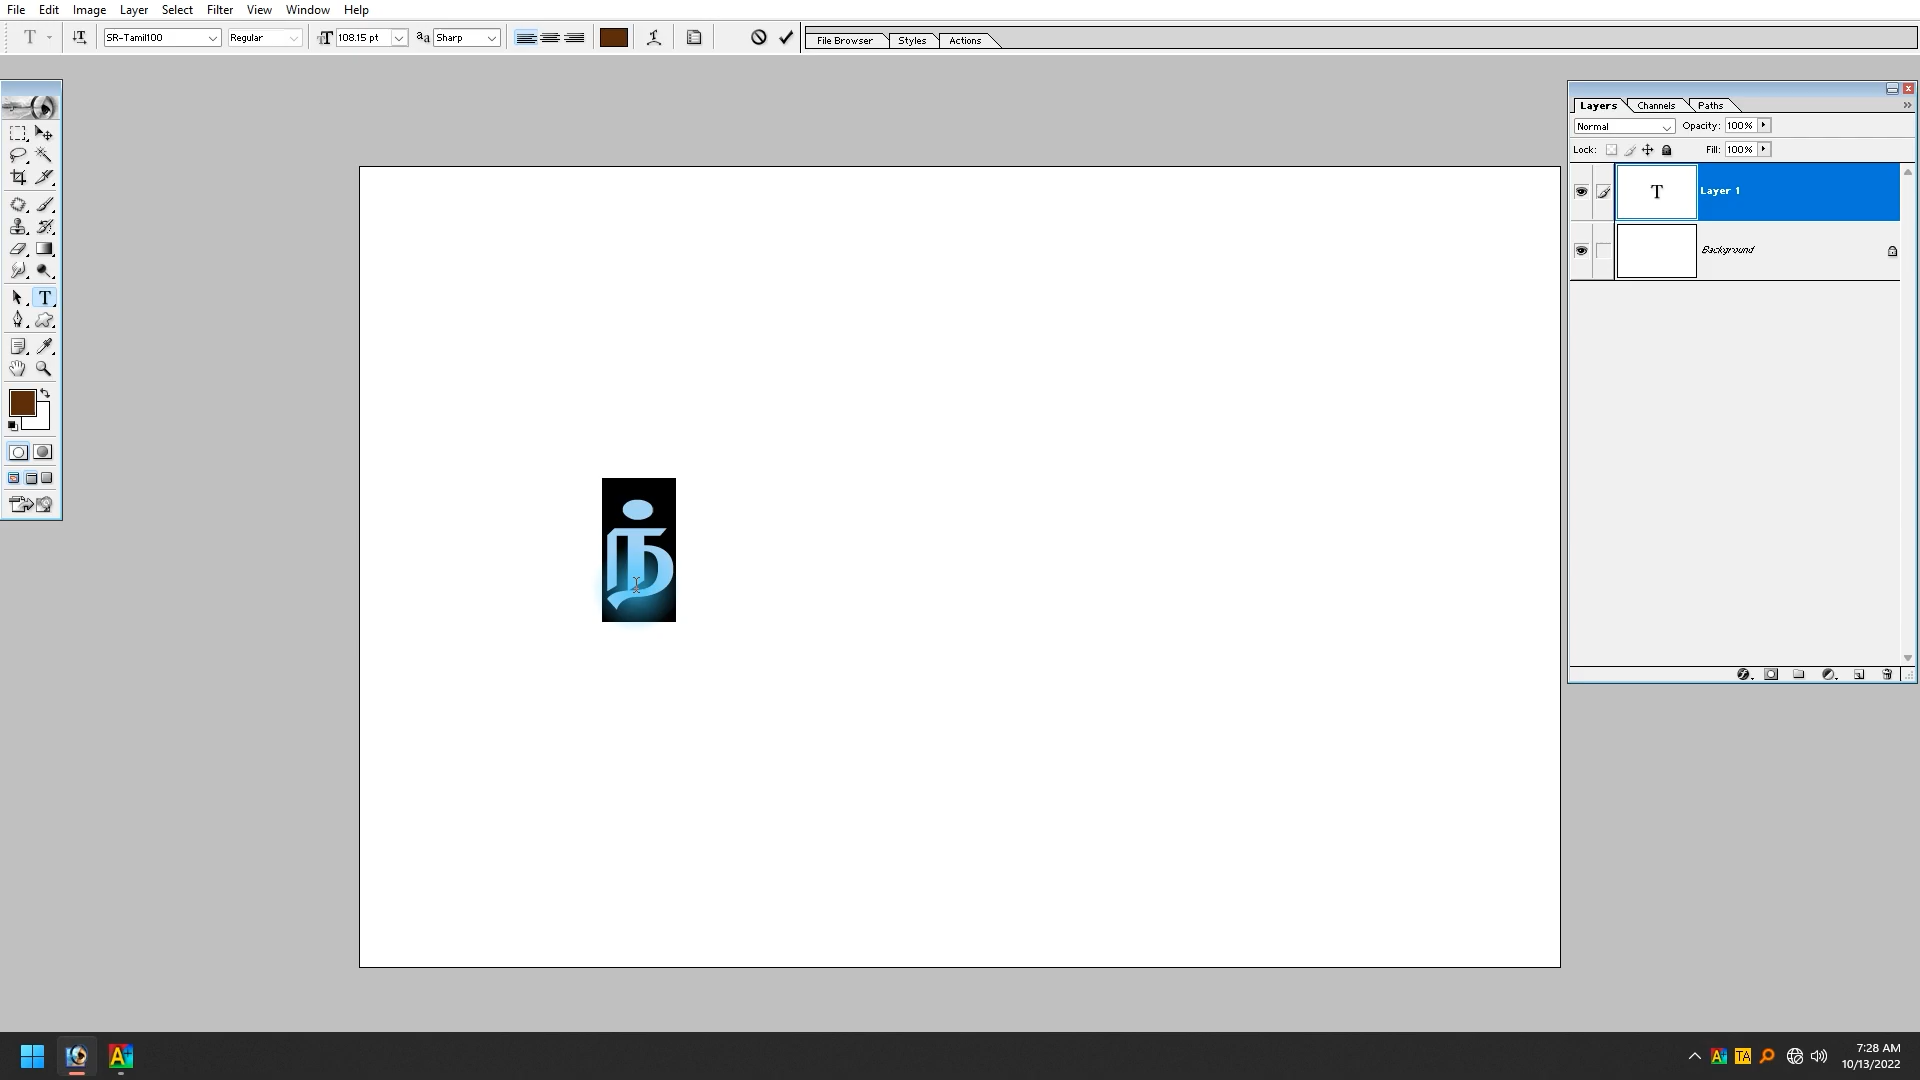 File Edit Image Layer Select Filter View Window Help
T SR-Tamil100 Regular 108.15 pt aa Sharp File Browser Styles Actions
Layers Channels Paths
Normal Opacity: 100%
Lock: Fill: 100%
T Layer 1
Background
T
ந்
TA 7:28 AM
10/13/2022